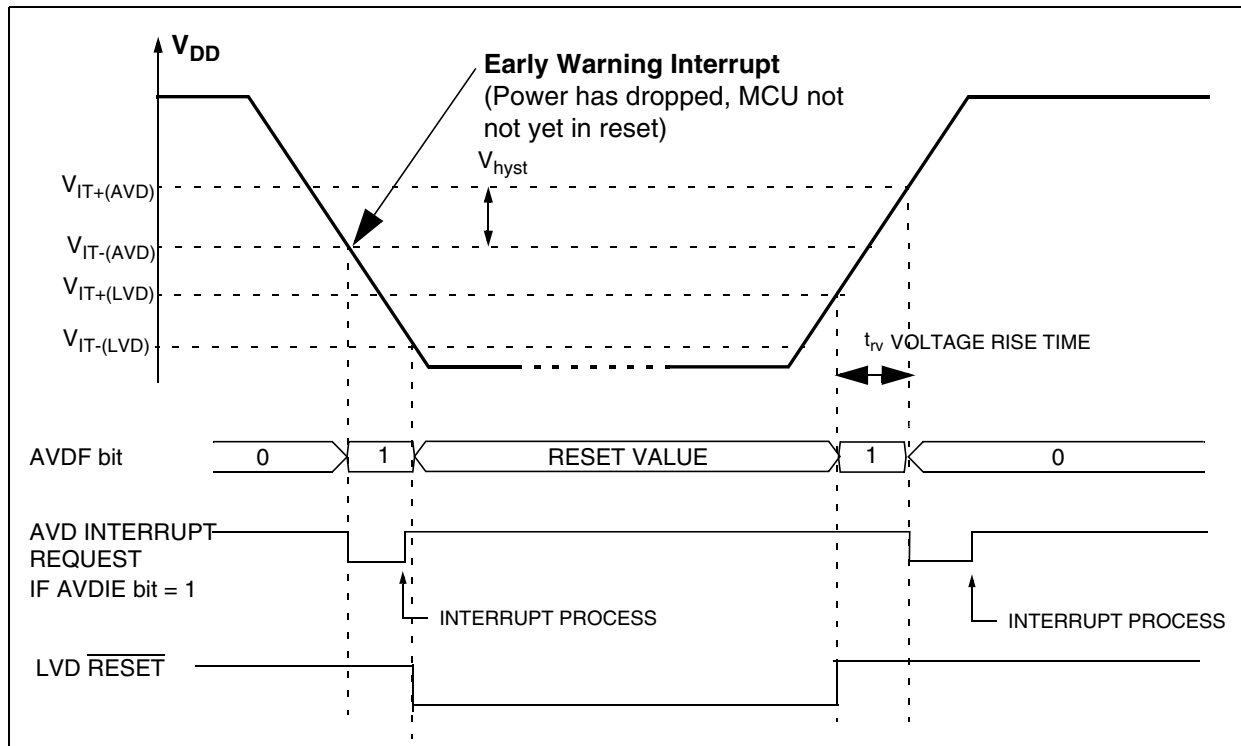 VDD
Early Warning Interrupt
(Power has dropped, MCU not
not yet in reset)
Vhyst
VIT+(AVD)
VIT-(AVD)
VIT+(LVD)
VIT-(LVD)
trv VOLTAGE RISE TIME
AVDF bit
0
1
RESET VALUE
1
0
AVD INTERRUPT
REQUEST
IF AVDIE bit = 1
INTERRUPT PROCESS
INTERRUPT PROCESS
LVD RESET